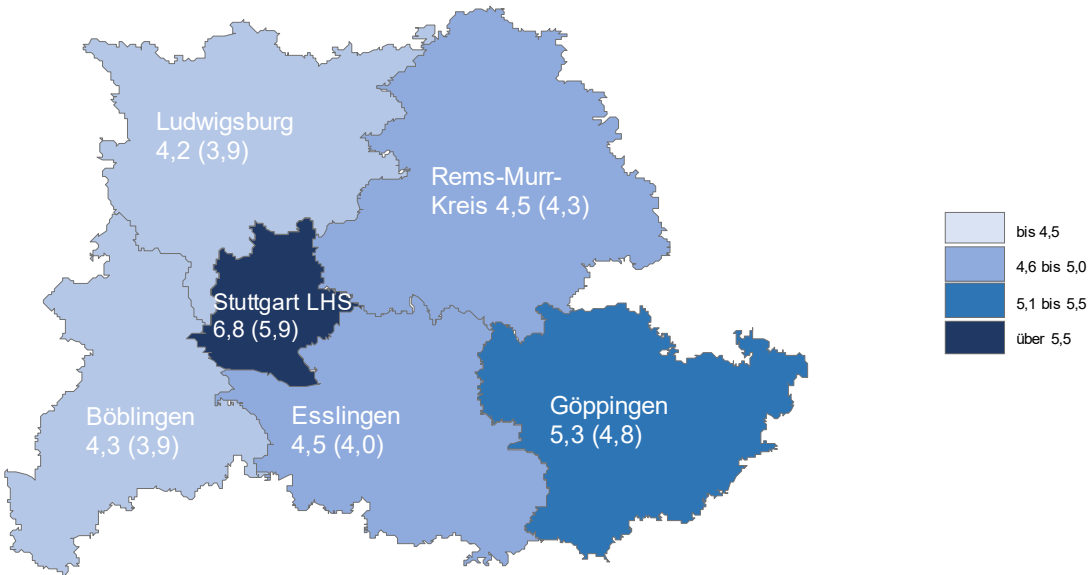 Ludwigsburg
4,2 (3,9)
Rems-Murr-
Kreis 4,5 (4,3)
Stuttgart LHS
6,8 (5,9)
Böblingen
4,3 (3,9)
Esslingen
4,5 (4,0)
Göppingen
5,3 (4,8)
bis 4,5
4,6 bis 5,0
5,1 bis 5,5
über 5,5